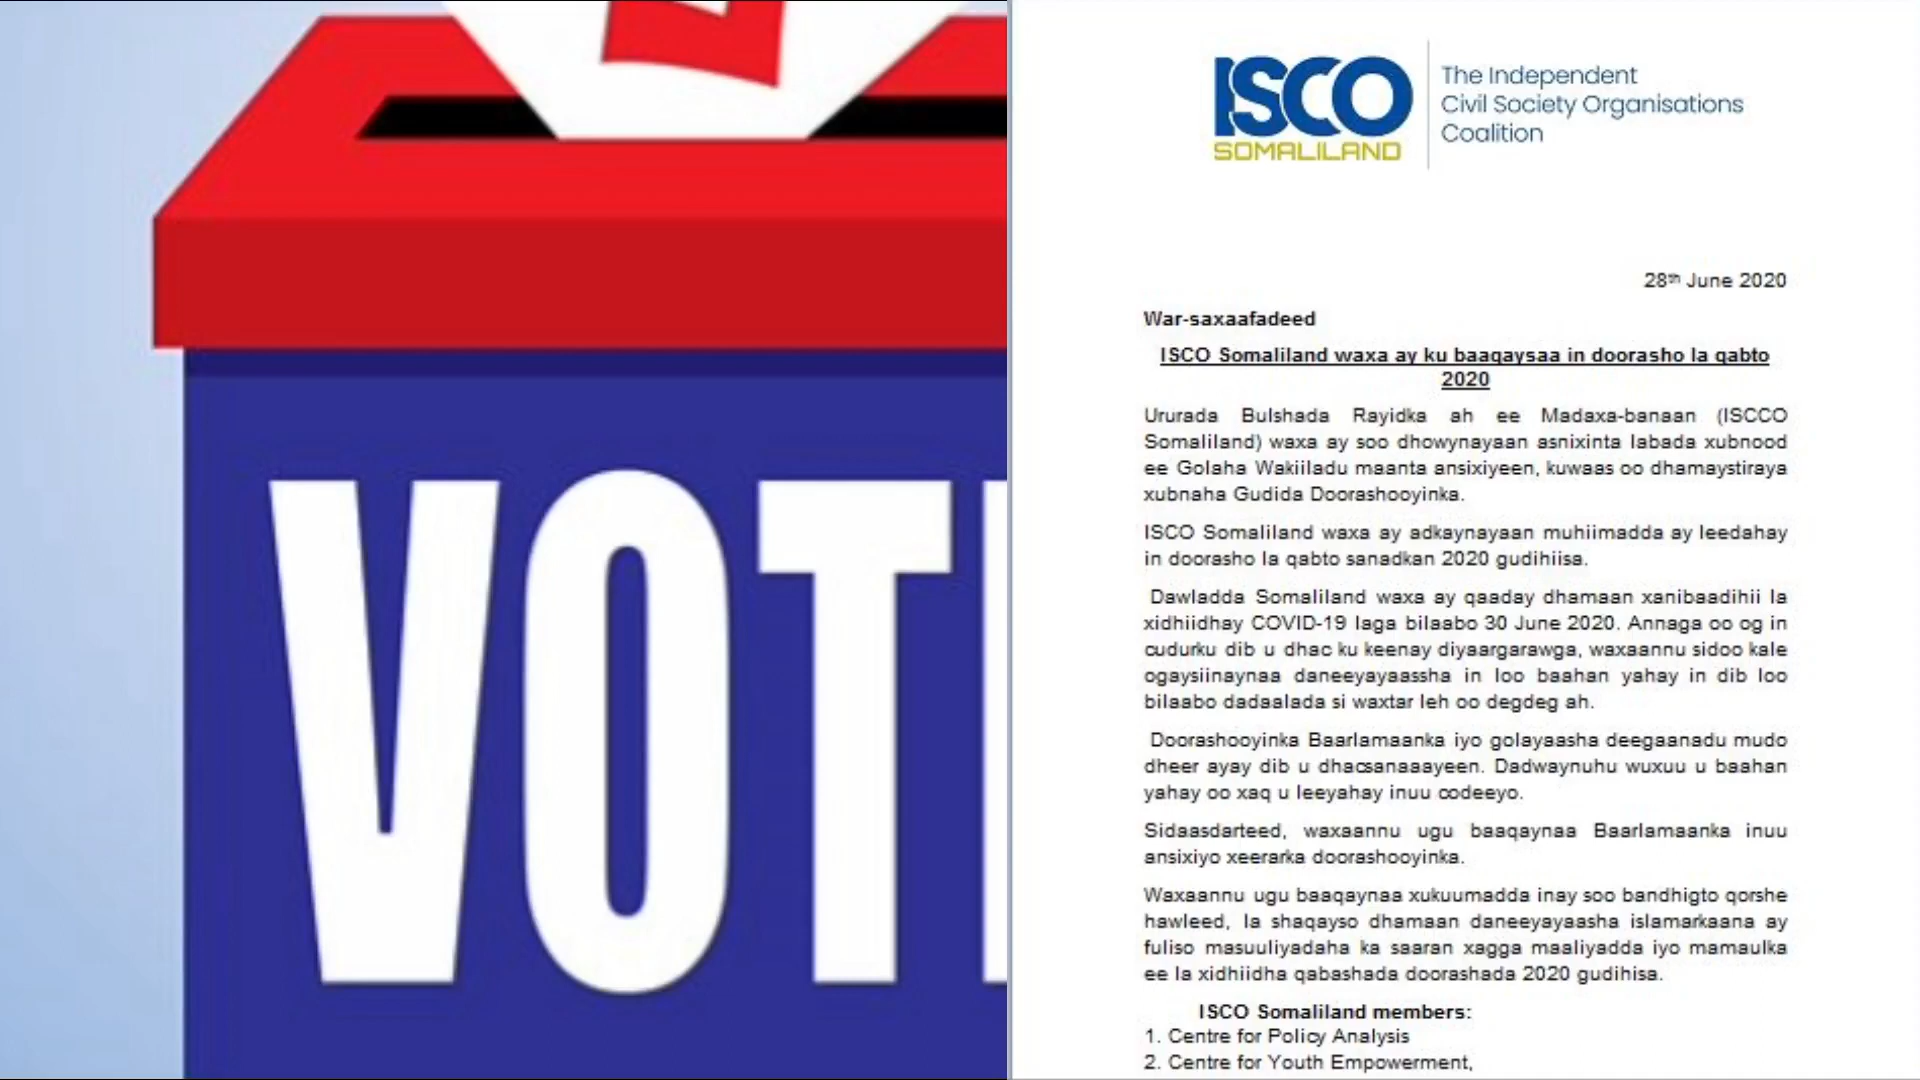 VOT
ISCO
SOMALILAND
The Independent
Civil Society Organisations
Coalition
28th June 2020
War-saxaafadeed
ISCO Somaliland waxa ay ku baaqaysaa in doorasho la qabto
2020
Ururada Bulshada Rayidka ah ee Madaxa-banaan (ISCCO
Somaliland) waxa ay soo dhowynayaan asnixinta labada xubnood
ee Golaha Wakiiladu maanta ansixiyeen, kuwaas oo dhamaystiraya
xubnaha Gudida Doorashooyinka.
ISCO Somaliland waxa ay adkaynayaan muhiimadda ay leedahay
in doorasho la qabto sanadkan 2020 gudihiisa.
Dawladda Somaliland waxa ay qaaday dhamaan xanibaadihii la
xidhiidhay COVID-19 laga bilaabo 30 June 2020. Annaga oo og in
cudurku dib u dhac ku keenay diyaargarawga, waxaannu sidoo kale
ogaysiinaynaa daneeyayaassha in loo baahan yahay in dib loo
bilaabo dadaalada si waxtar leh oo degdeg ah.
Doorashooyinka Baarlamaanka iyo golayaasha deegaanadu mudo
dheer ayay dib u dhacsanaaayeen. Dadwaynuhu wuxuu u baahan
yahay oo xaq u leeyahay inuu codeeyo.
Sidaasdarteed, waxaannu ugu baaqaynaa Baarlamaanka inuu
ansixiyo xeerarka doorashooyinka.
Waxaannu ugu baaqaynaa xukuumadda inay soo bandhigto qorshe
hawleed, la shaqayso dhamaan daneeyayaasha islamarkaana ay
fuliso masuuliyadaha ka saaran xagga maaliyadda iyo mamaulka
ee la xidhiidha qabashada doorashada 2020 gudihisa.
ISCO Somaliland members:
1. Centre for Policy Analysis
2. Centre for Youth Empowerment,